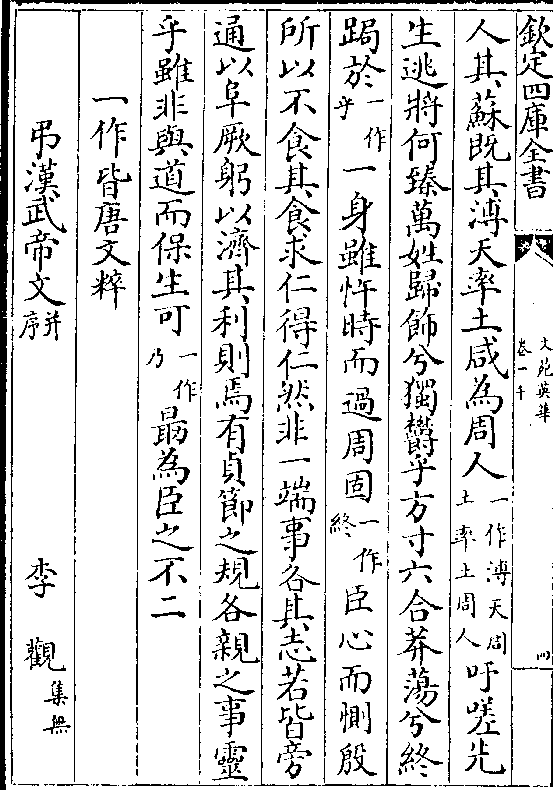 欽定四庫全書
文苑英華
卷一千
四
人其蘇既其溥天率土咸為周人一作溥天周土率土周人吁嗟先
生逃將何臻萬姓歸飾兮獨欝乎方寸六合莽蕩兮終
跼於一作乎一身雖忤時而過周固一作終臣心而惻殷
所以不食其食求仁得仁然非一端事各其志若皆旁
通以阜厥躬以濟其利則焉有貞節之規各親之事靈
乎雖非與道而保生可一作乃最為臣之不二
一作皆唐文粹
弔漢武帝文并序
李觀集無